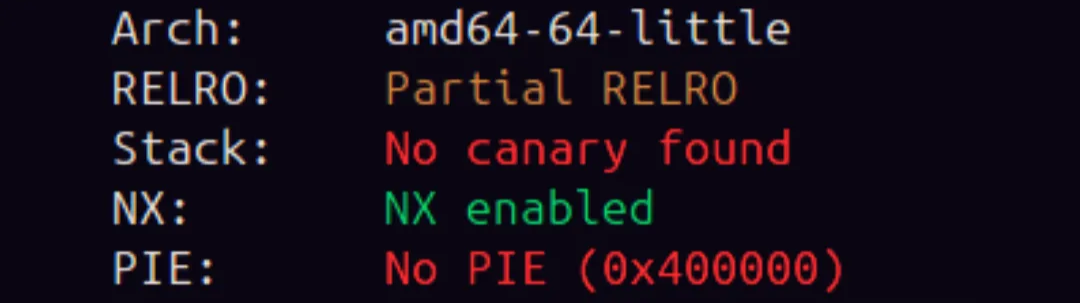 Arch: amd64-64-little
RELRO: Partial RELRO
Stack: No canary found
NX: NX enabled
PIE: No PIE (0x400000)